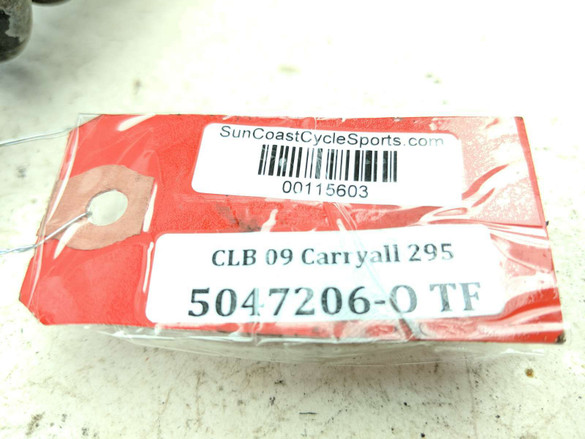 SunCoastCycleSports.com
00115603
CLB 09 Carryall 295
5047206-O TF